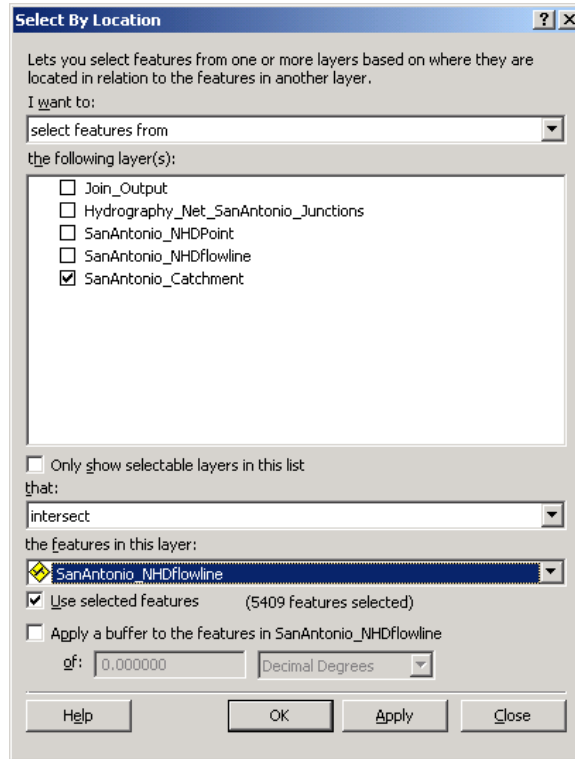 Select By Location
Lets you select features from one or more layers based on where they are
located in relation to the features in another layer.
I want to:
select features from
the following layer(s):
Join_Output
Hydrography_Net_SanAntonio_Junctions
SanAntonio_NHDPoint
SanAntonio_NHDflowline
SanAntonio_Catchment
Only show selectable layers in this list
that:
intersect
the features in this layer:
SanAntonio_NHDflowline
Use selected features (5409 features selected)
Apply a buffer to the features in SanAntonio_NHDflowline
of: 0.000000 Decimal Degrees
Help OK Apply Close